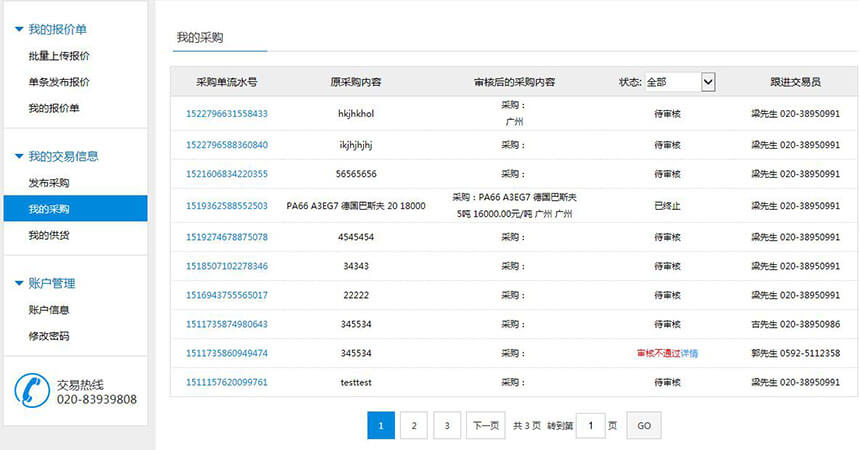 我的报价单
批量上传报价
单条发布报价
我的报价单
我的交易信息
发布采购
我的采购
我的供货
账户管理
账户信息
修改密码
交易热线
020-83939808
我的采购
采购单流水号 原采购内容 审核后的采购内容 状态: 全部 跟进交易员
1522796631558433 hkjhkhol 采购： 广州 待审核 梁先生 020-38950991
1522796588360840 ikjhjhjhj 采购： 待审核 梁先生 020-38950991
1521606834220355 56565656 采购： 待审核 梁先生 020-38950991
1519362588552503 PA66 A3EG7 德国巴斯夫 20 18000 采购：PA66 A3EG7 德国巴斯夫 5吨 16000.00元/吨 广州 广州 已终止 梁先生 020-38950991
1519274678875078 4545454 采购： 待审核 梁先生 020-38950991
1518507102278346 34343 采购： 待审核 梁先生 020-38950991
1516943755565017 22222 采购： 待审核 梁先生 020-38950991
1511735874980643 345534 采购： 待审核 古先生 020-38950986
1511735860949474 345534 采购： 审核不通过详情 郭先生 0592-5112358
1511157620099761 testtest 采购： 待审核 梁先生 020-38950991
1 2 3 下一页 共 3 页 转到第 1 页 GO